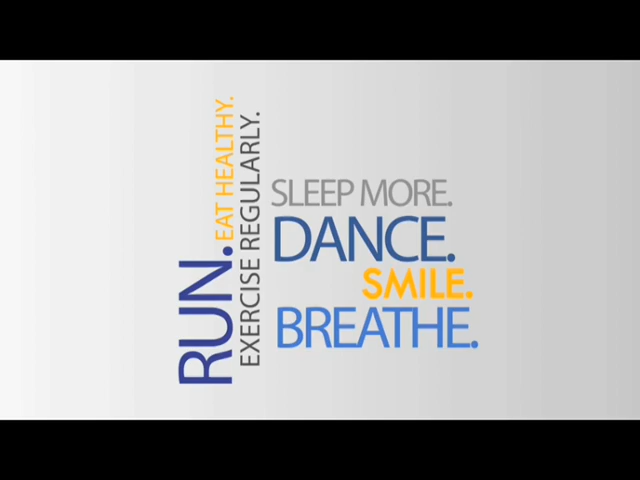 RUN.
EAT HEALTHY.
EXERCISE REGULARLY.
SLEEP MORE.
DANCE.
SMILE.
BREATHE.